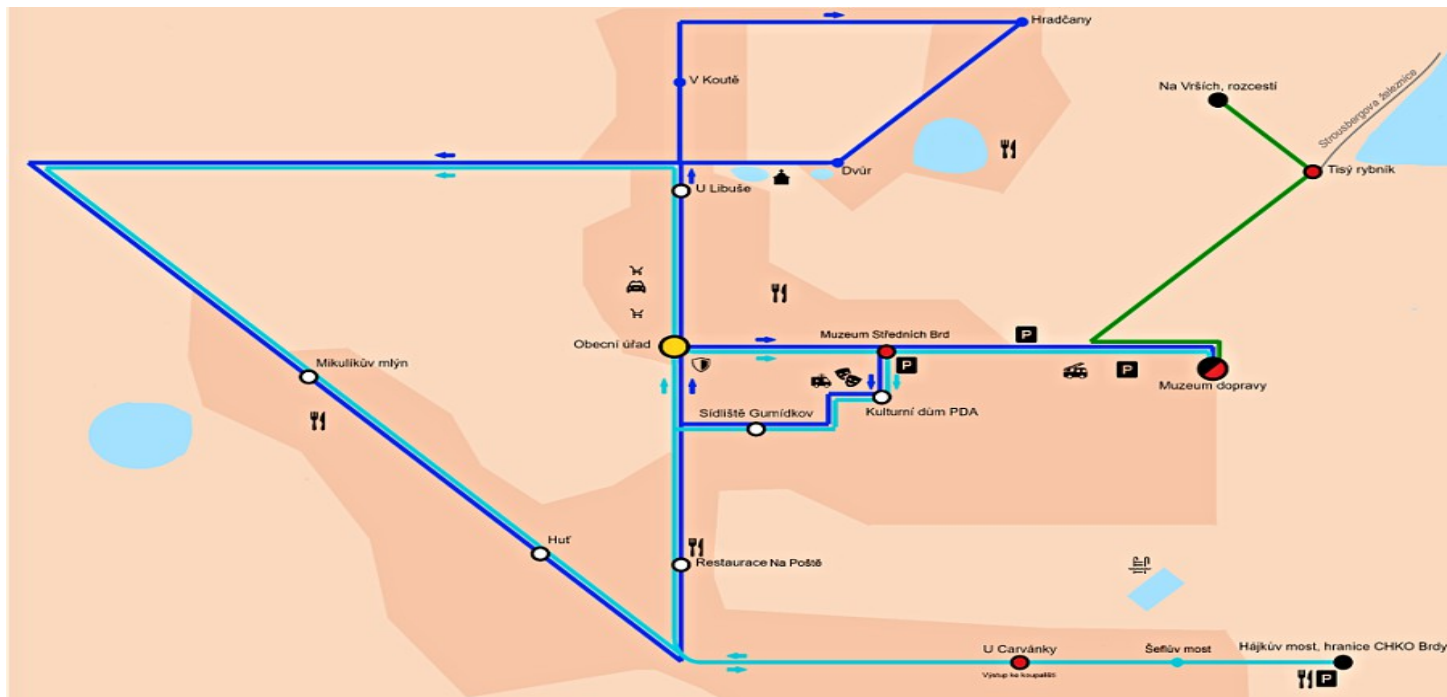 Hradčany
V Koutě
Na Vrších, rozcestí
Strousbergova železnice
Tisý rybník
Dvůr
U Libuše
Obecní úřad
Muzeum Středních Brd
P
P
P
Muzeum dopravy
Mikulíkův mlýn
Sídliště Gumídkov
Kulturní dům PDA
Huť
Restaurace Na Poště
U Carvánky
Výstup ke koupališti
Šeflův most
Hájkův most, hranice CHKO Brdy
P